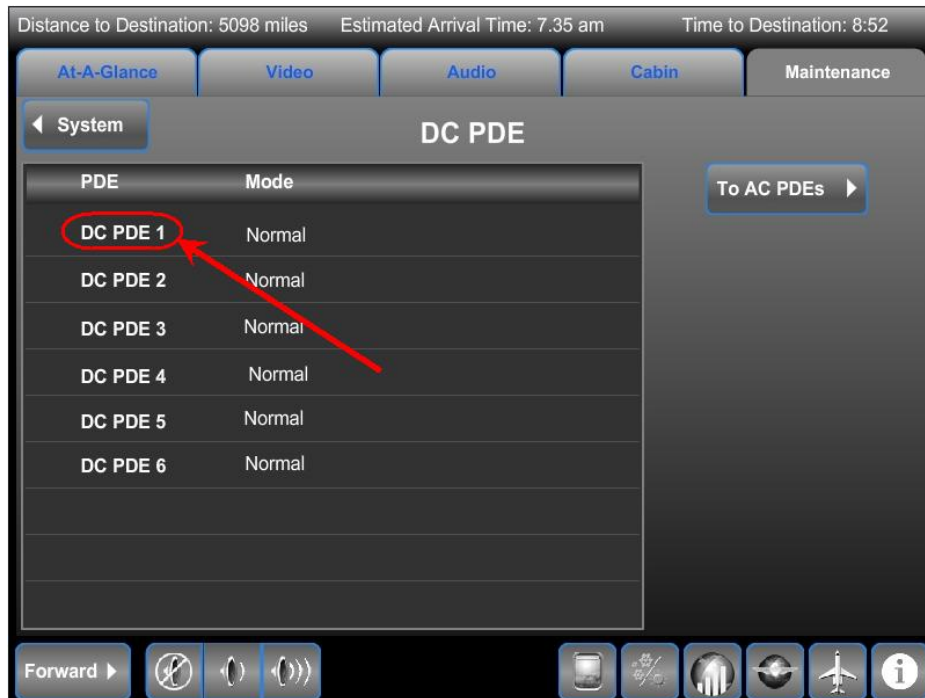 Distance to Destination: 5098 miles Estimated Arrival Time: 7.35 am Time to Destination: 8:52
At-A-Glance Video Audio Cabin Maintenance
System
DC PDE
PDE Mode
To AC PDEs
DC PDE 1 Normal
DC PDE 2 Normal
DC PDE 3 Normal
DC PDE 4 Normal
DC PDE 5 Normal
DC PDE 6 Normal
Forward
i